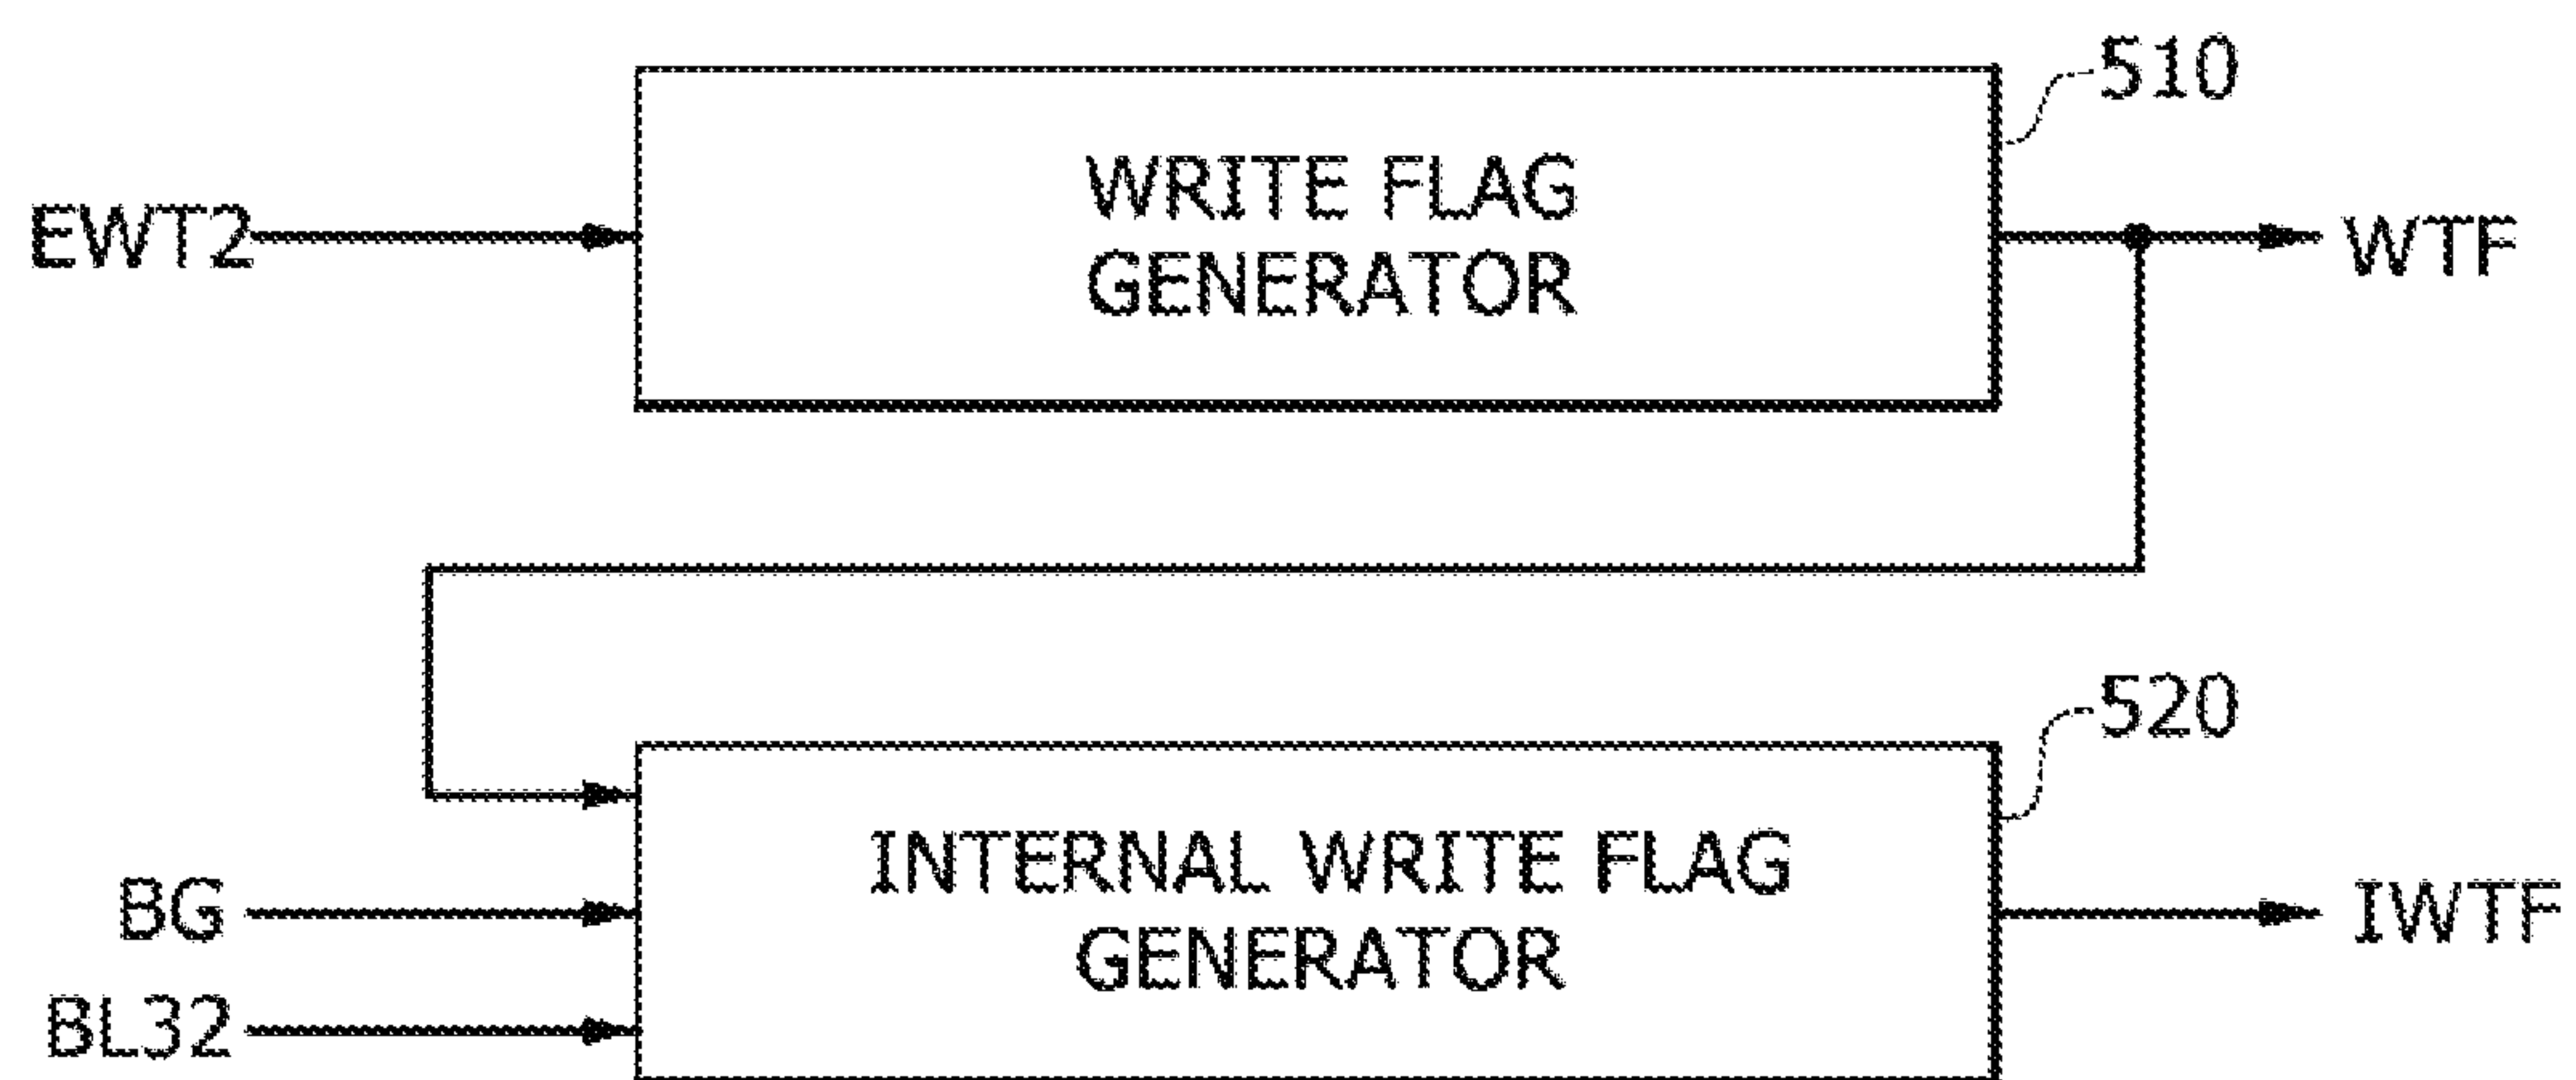 510
WRITE FLAG
GENERATOR
EWT2
WTF
520
INTERNAL WRITE FLAG
GENERATOR
BG
IWTF
BL32